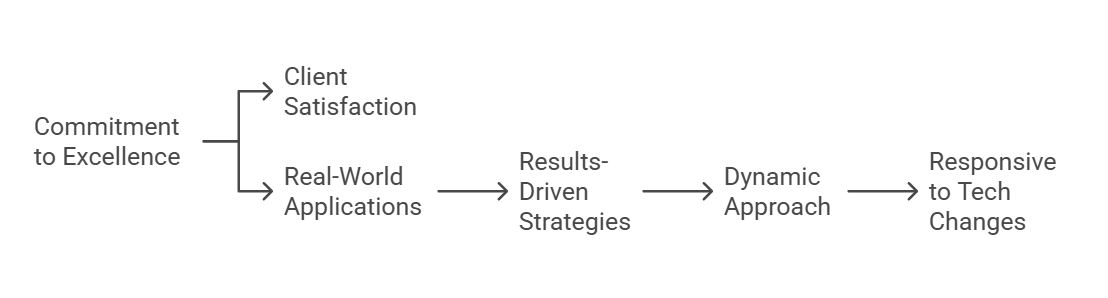 Commitment
to Excellence
Client
Satisfaction
Real-World
Applications
Results-
Driven
Strategies
Dynamic
Approach
Responsive
to Tech
Changes